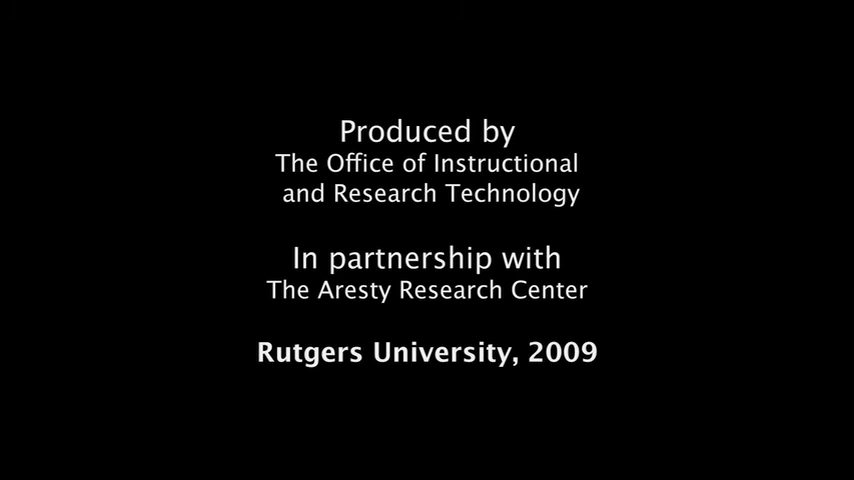 Produced by
The Office of Instructional
and Research Technology
In partnership with
The Aresty Research Center
Rutgers University, 2009